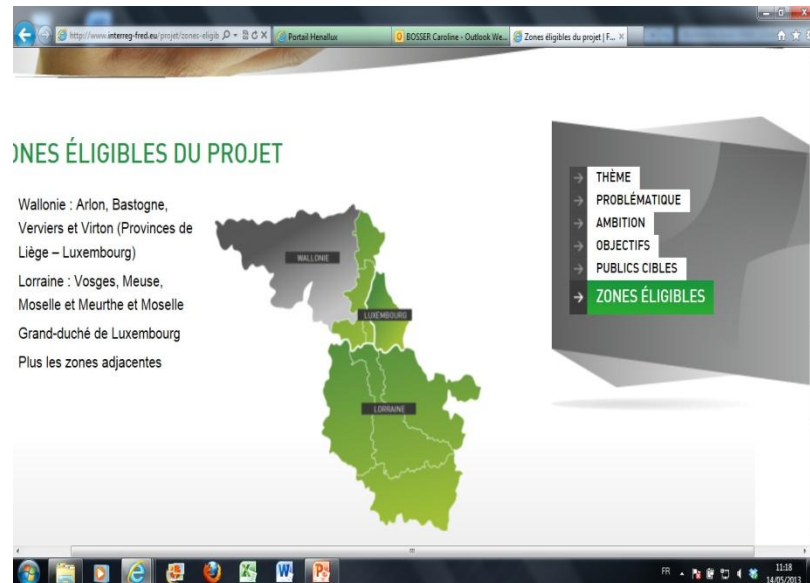 http://www.interreg-fred.eu/projet/zones-eligib
Portail Henallux
BOSSER Caroline - Outlook We...
Zones éligibles du projet | F...
ONES ÉLIGIBLES DU PROJET
Wallonie : Arlon, Bastogne,
Verviers et Virton (Provinces de
Liège – Luxembourg)
Lorraine : Vosges, Meuse,
Moselle et Meurthe et Moselle
Grand-duché de Luxembourg
Plus les zones adjacentes
WALLONIE
LUXEMBOURG
LORRAINE
THÈME
PROBLÉMATIQUE
AMBITION
OBJECTIFS
PUBLICS CIBLES
ZONES ÉLIGIBLES
FR
11:18
14/05/2013